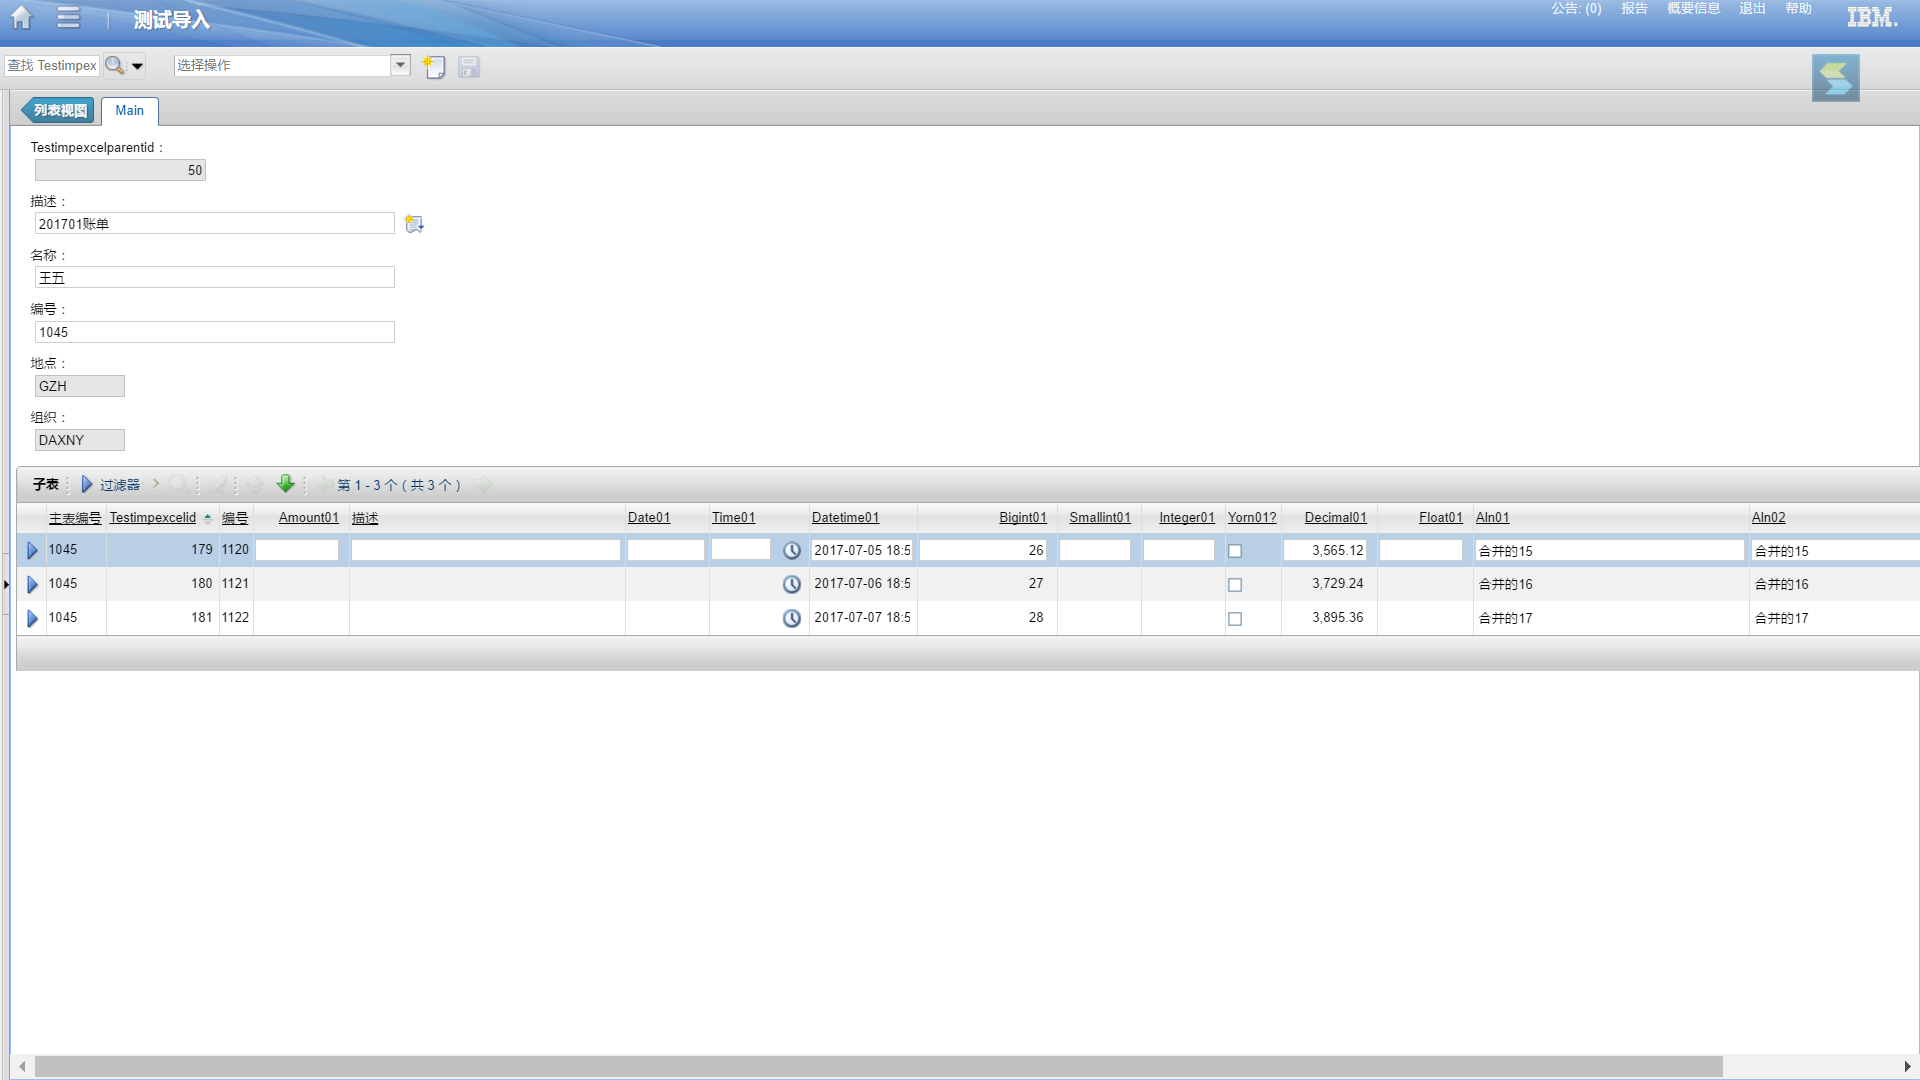 测试导入
公告: (0) 报告 概要信息 退出 帮助
IBM.
查找 Testimpex
选择操作
列表视图 Main
Testimpexcelparentid :
50
描述 :
201701账单
名称 :
王五
编号 :
1045
地点 :
GZH
组织 :
DAXNY
子表 过滤器 第 1 - 3 个 ( 共 3 个 )
主表编号 Testimpexcelid 编号 Amount01 描述 Date01 Time01 Datetime01 Bigint01 Smallint01 Integer01 Yorn01? Decimal01 Float01 Aln01 Aln02
1045 179 1120 2017-07-05 18:5 26 3,565.12 合并的15 合并的15
1045 180 1121 2017-07-06 18:5 27 3,729.24 合并的16 合并的16
1045 181 1122 2017-07-07 18:5 28 3,895.36 合并的17 合并的17